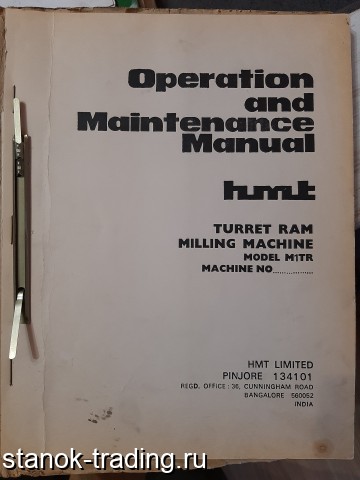 Operation
and
Maintenance
Manual
hmt
TURRET RAM
MILLING MACHINE
MODEL M1TR
MACHINE NO.................
HMT LIMITED
PINJORE 134101
REGD. OFFICE : 36, CUNNINGHAM ROAD
BANGALORE 560052
INDIA
stanok-trading.ru